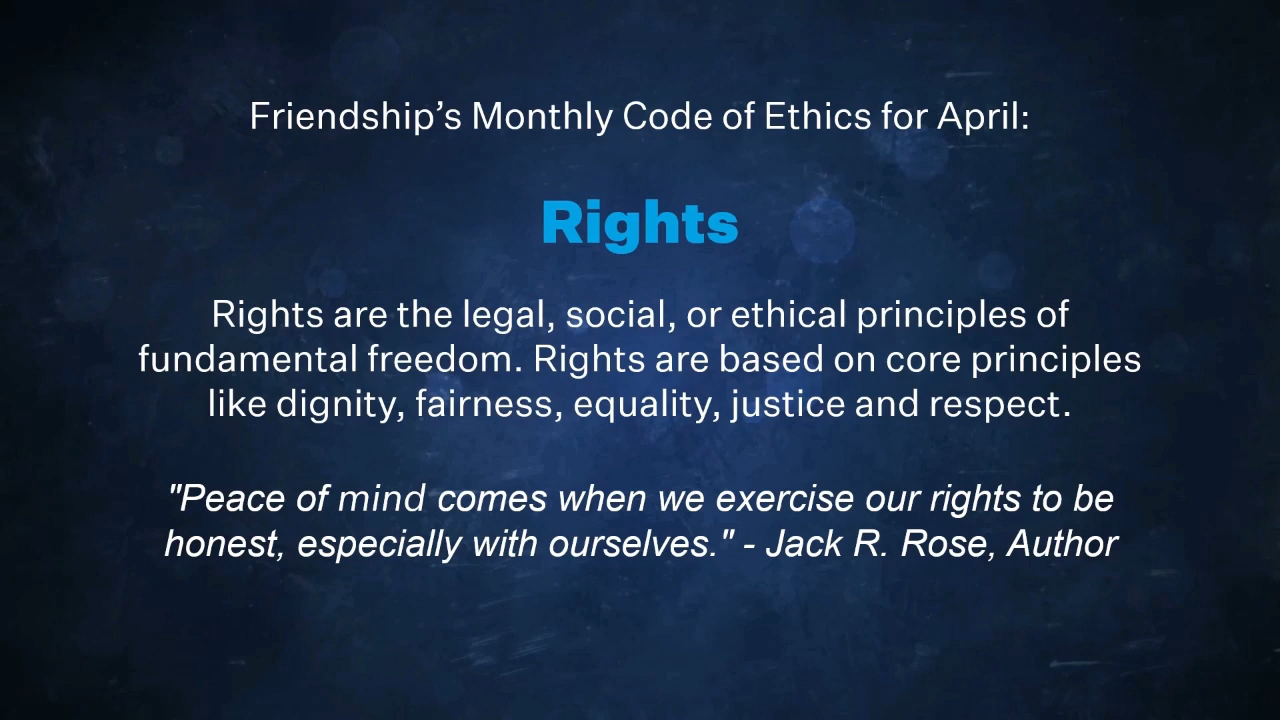 Friendship’s Monthly Code of Ethics for April:
Rights
Rights are the legal, social, or ethical principles of
fundamental freedom. Rights are based on core principles
like dignity, fairness, equality, justice and respect.
"Peace of mind comes when we exercise our rights to be
honest, especially with ourselves." - Jack R. Rose, Author